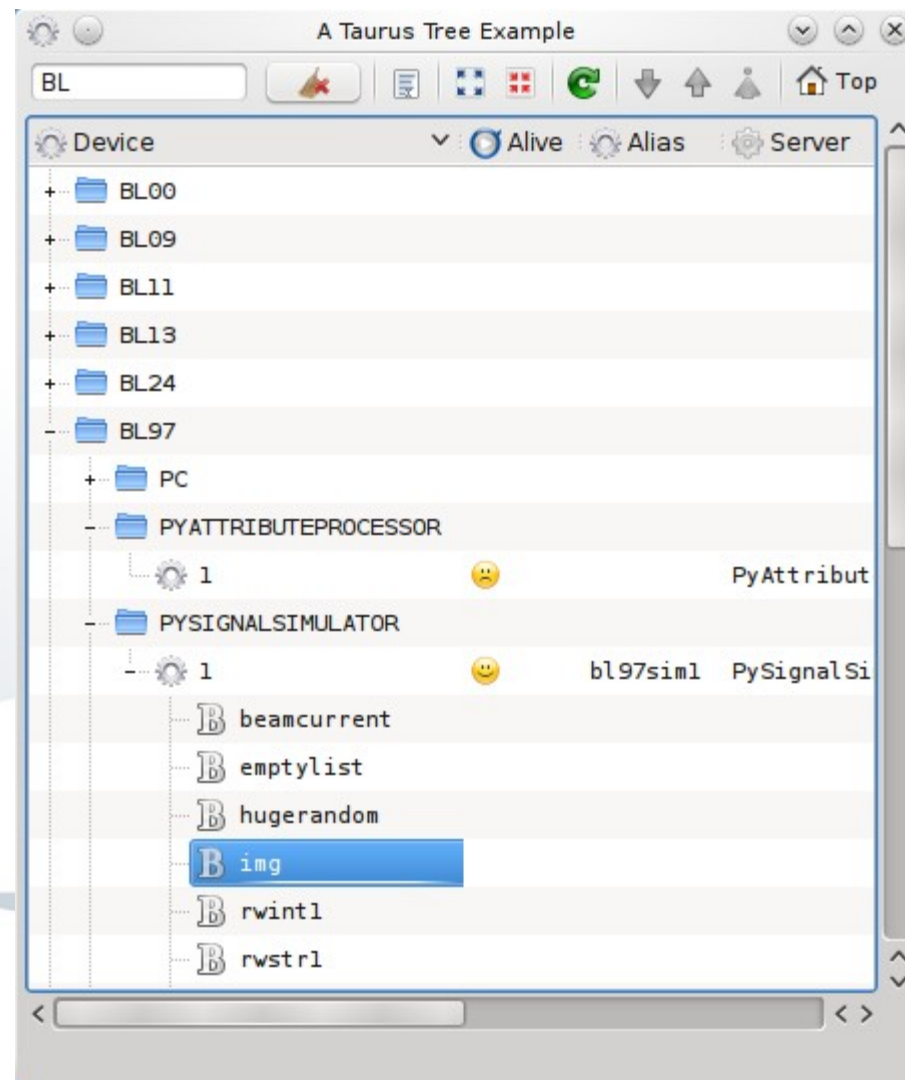 A Taurus Tree Example
BL Top
Device Alive Alias Server
BL00
BL09
BL11
BL13
BL24
BL97
PC
PYATTRIBUTEPROCESSOR
1 PyAttribut
PYSIGNALSIMULATOR
1 bl97sim1 PySignalSi
B beamcurrent
B emptylist
B hugerandom
B img
B rwint1
B rwstr1